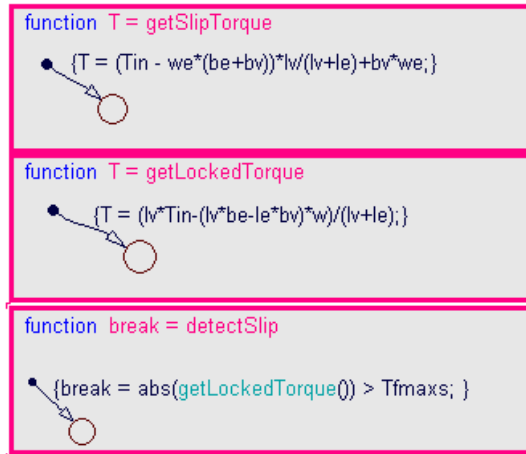 function T = getSlipTorque
{T = (Tin - we*(be+bv))*Iv/(Iv+Ie)+bv*we;}
function T = getLockedTorque
{T = (Iv*Tin-(Iv*be-Ie*bv)*w)/(Iv+Ie);}
function break = detectSlip
{break = abs(getLockedTorque()) > Tfmaxs; }